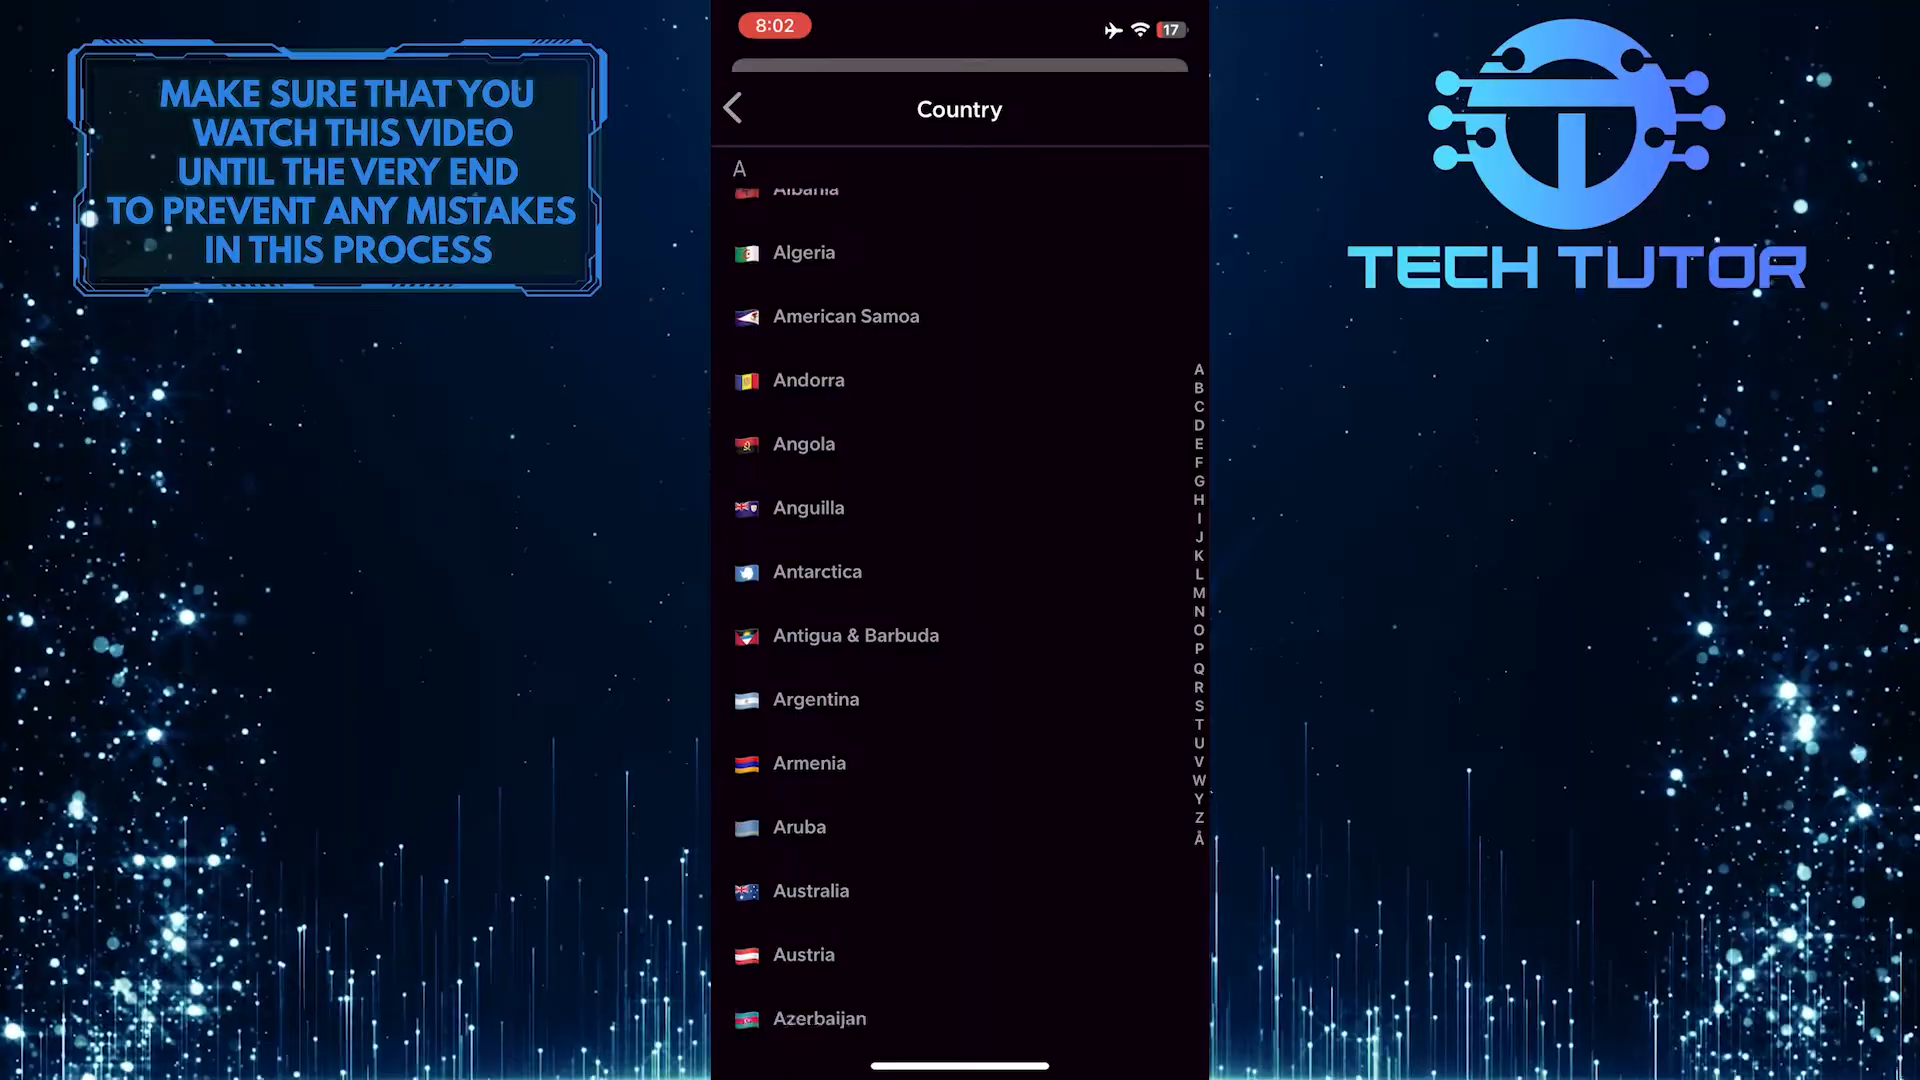 MAKE SURE THAT YOU
WATCH THIS VIDEO
UNTIL THE VERY END
TO PREVENT ANY MISTAKES
IN THIS PROCESS
8:02
17
Country
A
Albania
Algeria
American Samoa
Andorra
Angola
Anguilla
Antarctica
Antigua & Barbuda
Argentina
Armenia
Aruba
Australia
Austria
Azerbaijan
A
B
C
D
E
F
G
H
I
J
K
L
M
N
O
P
Q
R
S
T
U
V
W
Y
Z
Å
TECH TUTOR